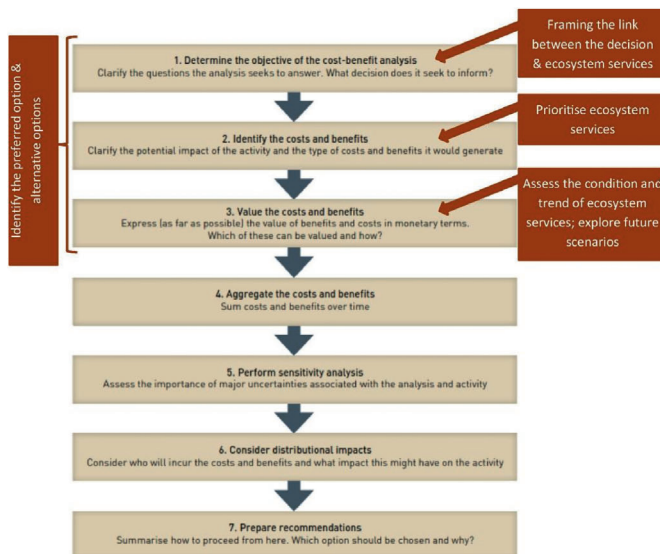 Identify the preferred option &
alternative options
Framing the link
between the decision
& ecosystem services
1. Determine the objective of the cost-benefit analysis
Clarify the questions the analysis seeks to answer. What decision does it seek to inform?
Prioritise ecosystem
services
2. Identify the costs and benefits
Clarify the potential impact of the activity and the type of costs and benefits it would generate
Assess the condition and
trend of ecosystem
services; explore future
scenarios
3. Value the costs and benefits
Express (as far as possible) the value of benefits and costs in monetary terms.
Which of these can be valued and how?
4. Aggregate the costs and benefits
Sum costs and benefits over time
5. Perform sensitivity analysis
Assess the importance of major uncertainties associated with the analysis and activity
6. Consider distributional impacts
Consider who will incur the costs and benefits and what impact this might have on the activity
7. Prepare recommendations
Summarise how to proceed from here. Which option should be chosen and why?